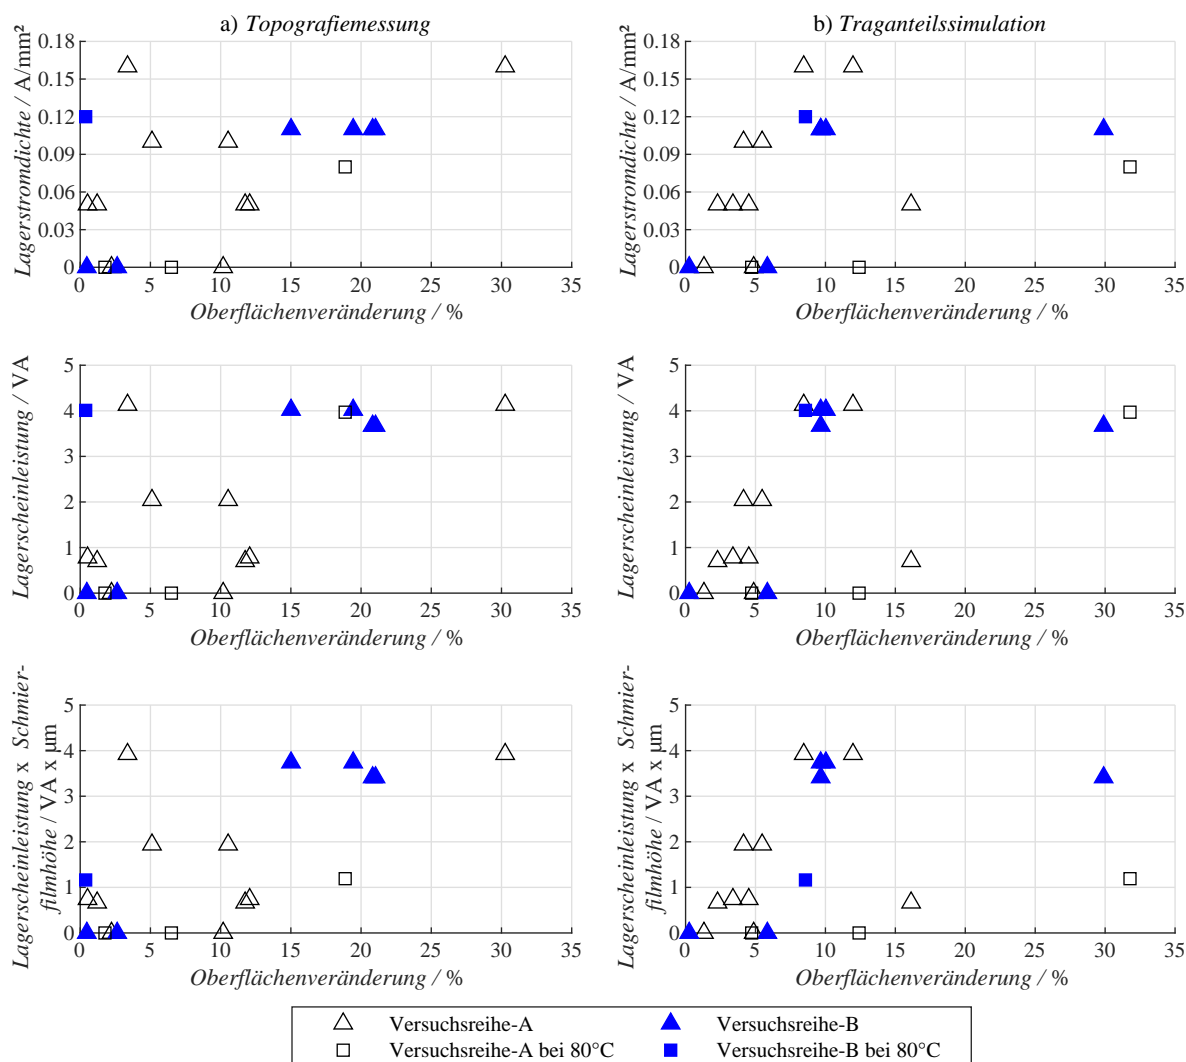 a) Topografiemessung
b) Traganteilssimulation
Lagerstromdichte / A/mm²
0.18
0.15
0.12
0.09
0.06
0.03
0
0 5 10 15 20 25 30 35
Oberflächenveränderung / %
Lagerstromdichte / A/mm²
0.18
0.15
0.12
0.09
0.06
0.03
0
0 5 10 15 20 25 30 35
Oberflächenveränderung / %
Lagerscheinleistung / VA
5
4
3
2
1
0
0 5 10 15 20 25 30 35
Oberflächenveränderung / %
Lagerscheinleistung / VA
5
4
3
2
1
0
0 5 10 15 20 25 30 35
Oberflächenveränderung / %
Lagerscheinleistung x Schmier-
filmhöhe / VA x µm
5
4
3
2
1
0
0 5 10 15 20 25 30 35
Oberflächenveränderung / %
Lagerscheinleistung x Schmier-
filmhöhe / VA x µm
5
4
3
2
1
0
0 5 10 15 20 25 30 35
Oberflächenveränderung / %
Versuchsreihe-A
Versuchsreihe-B
Versuchsreihe-A bei 80°C
Versuchsreihe-B bei 80°C